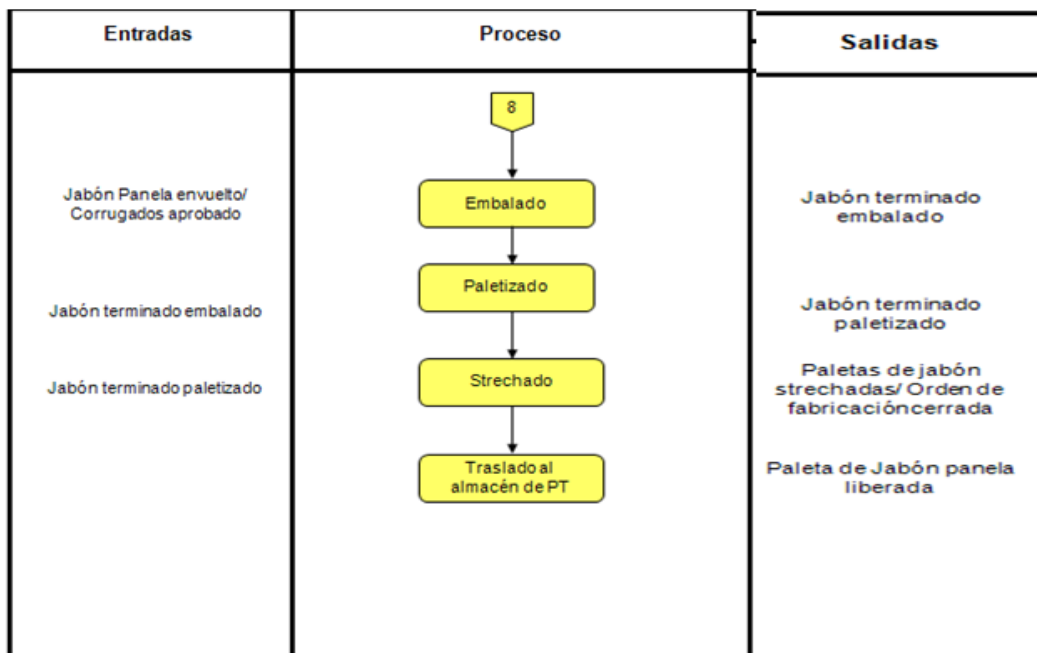 Entradas
Proceso
Salidas
8
Jabón Panela envuelto/
Corrugados aprobado
Embalado
Jabón terminado
embalado
Jabón terminado embalado
Paletizado
Jabón terminado
paletizado
Jabón terminado paletizado
Strechado
Paletas de jabón
strechadas/ Orden de
fabricacióncerrada
Traslado al
almacén de PT
Paleta de Jabón panela
liberada